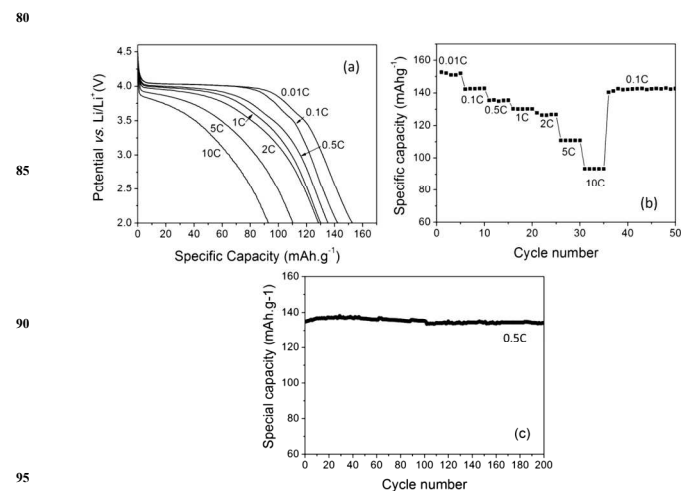 80
85
90
95
(a)
Potential vs. Li/Li+(V)
4.5
4.0
3.5
3.0
2.5
2.0
0.01C
0.1C
1C
0.5C
5C
2C
10C
0 20 40 60 80 100 120 140 160
Specific Capacity (mAh.g-1)
(b)
Specific capacity (mAhg-1)
160
140
120
100
80
60
0.01C
0.1C
0.5C
1C
2C
5C
10C
0.1C
0 10 20 30 40 50
Cycle number
(c)
Special capacity (mAh.g-1)
160
140
120
100
80
60
0.5C
0 20 40 60 80 100 120 140 160 180 200
Cycle number